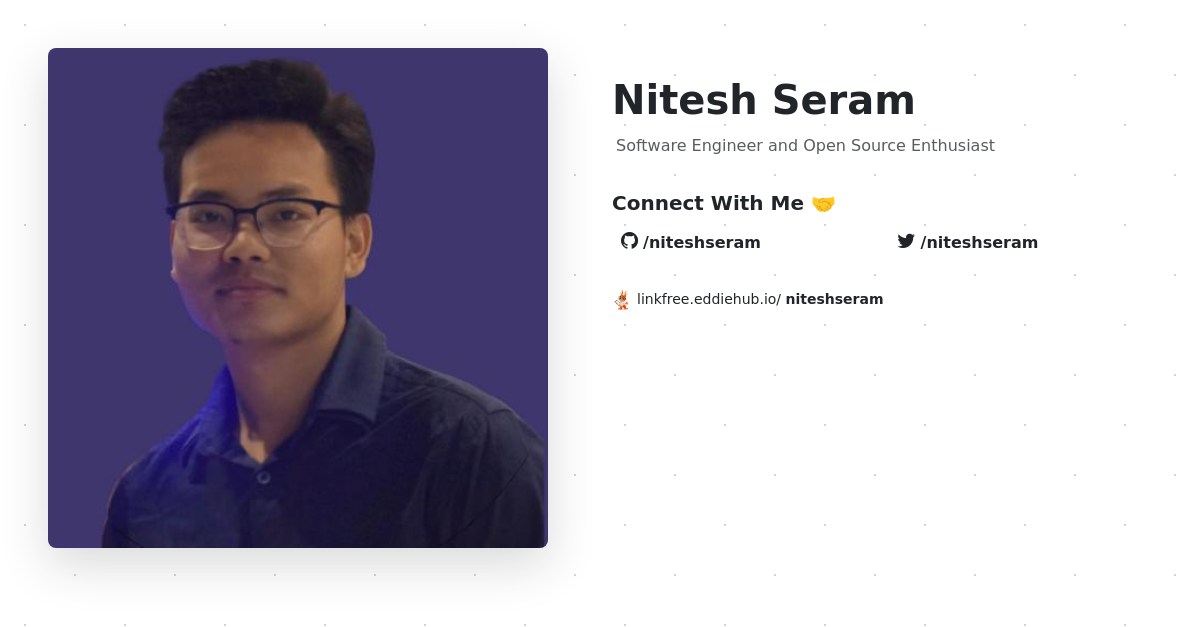 Nitesh Seram
Software Engineer and Open Source Enthusiast
Connect With Me 🤝
/niteshseram
/niteshseram
linkfree.eddiehub.io/ niteshseram